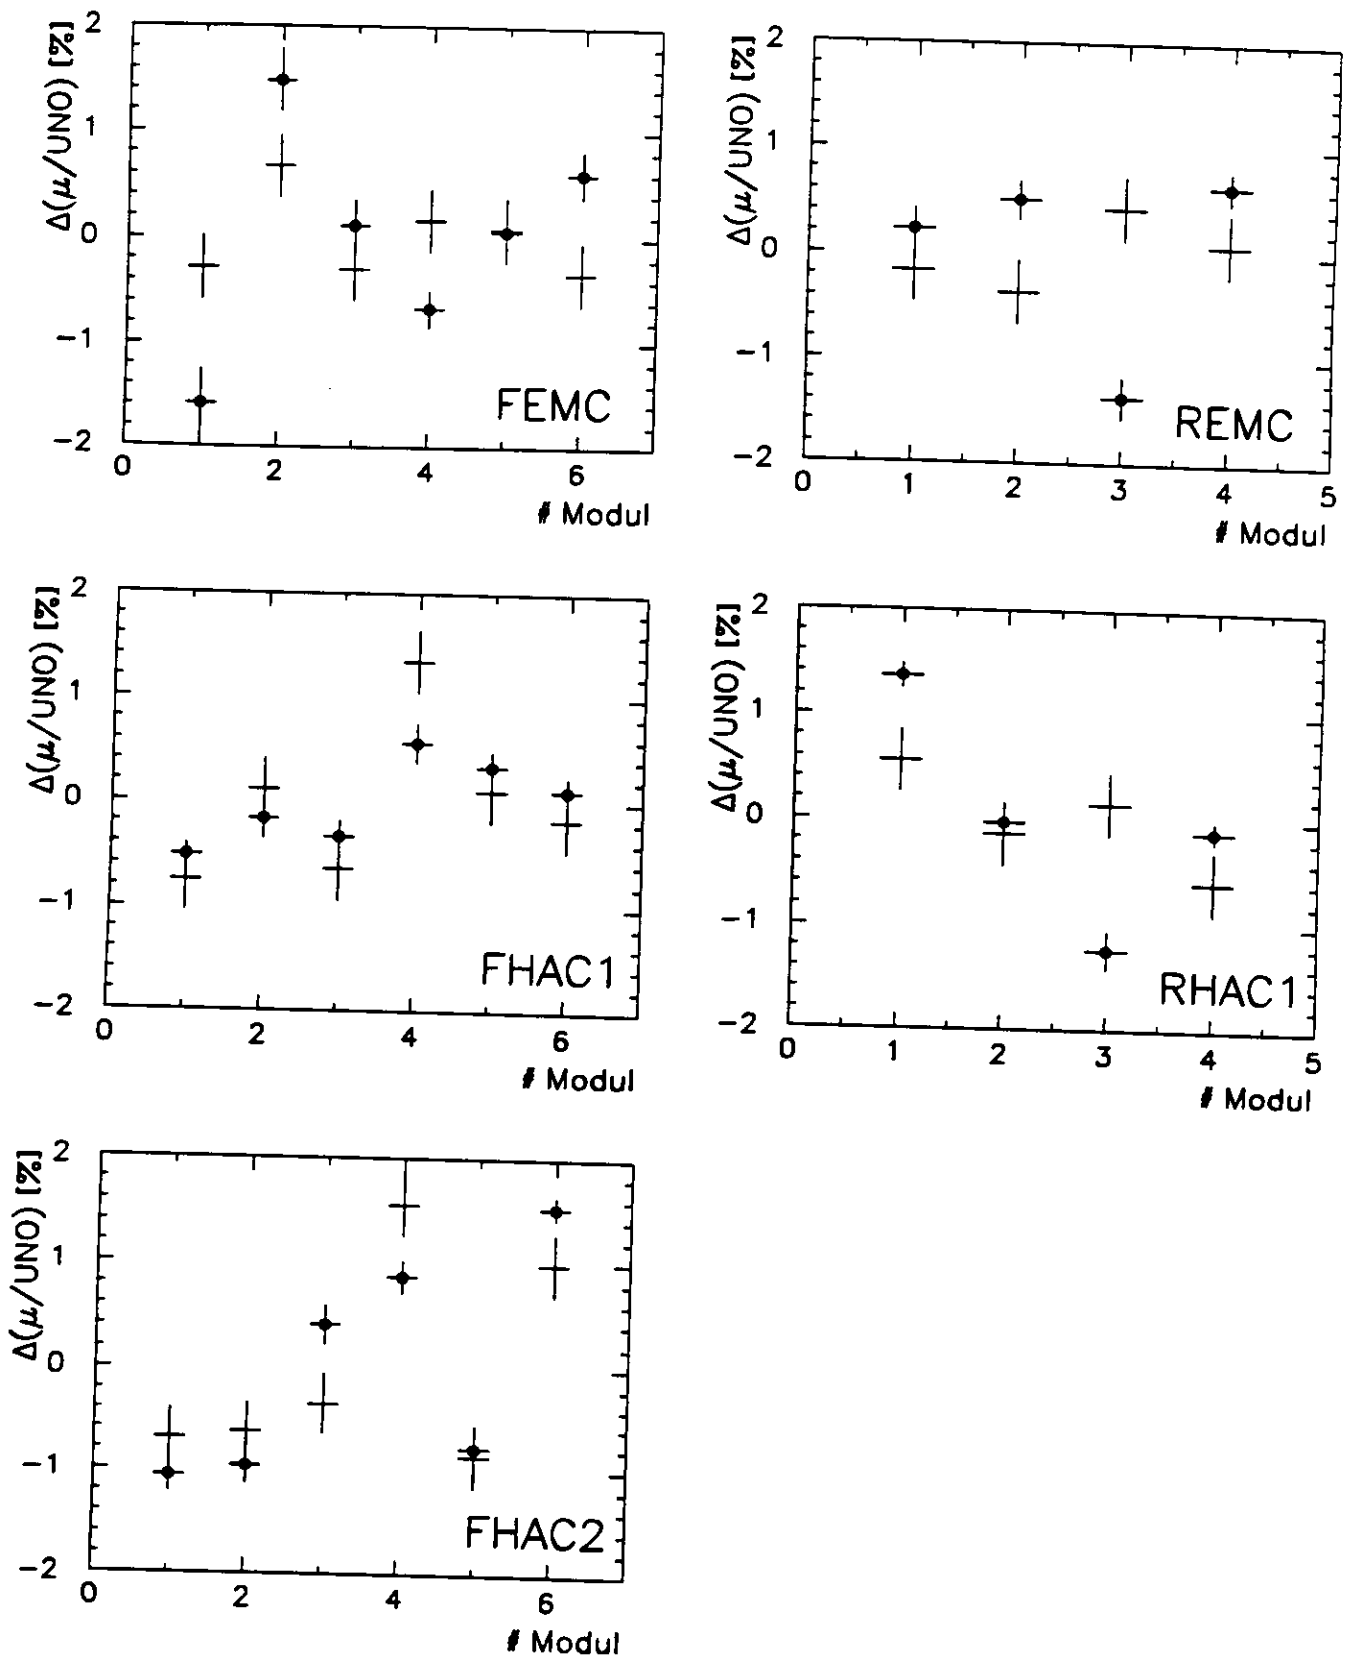 Δ(μ/UNO) [%]
2
1
0
−1
−2
0 2 4 6
FEMC
# Modul
Δ(μ/UNO) [%]
2
1
0
−1
−2
0 1 2 3 4 5
REMC
# Modul
Δ(μ/UNO) [%]
2
1
0
−1
−2
0 2 4 6
FHAC1
# Modul
Δ(μ/UNO) [%]
2
1
0
−1
−2
0 1 2 3 4 5
RHAC1
# Modul
Δ(μ/UNO) [%]
2
1
0
−1
−2
0 2 4 6
FHAC2
# Modul